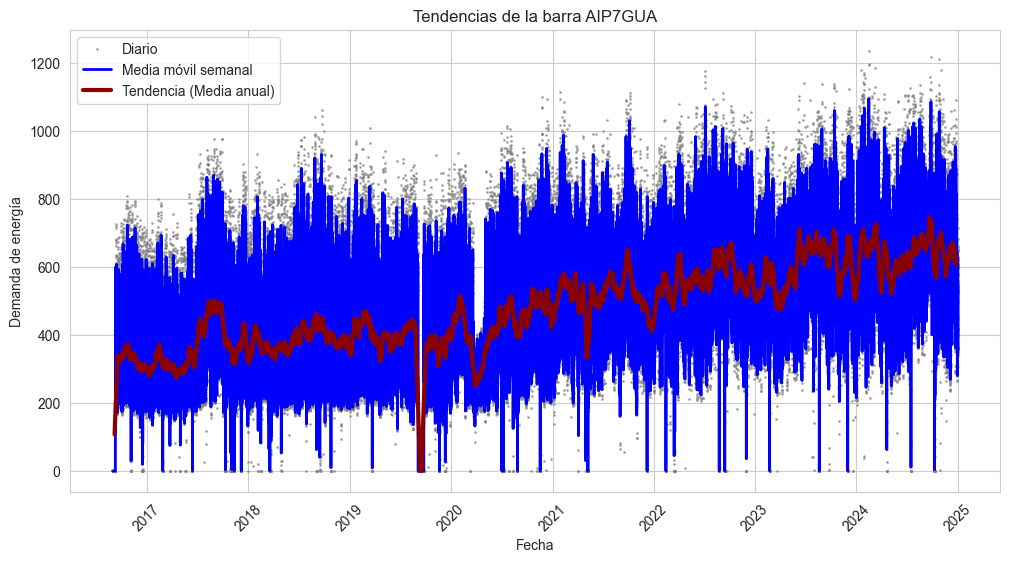 Tendencias de la barra AIP7GUA
Diario
Media móvil semanal
Tendencia (Media anual)
Demanda de energía
1200
1000
800
600
400
200
0
2017
2018
2019
2020
2021
2022
2023
2024
2025
Fecha